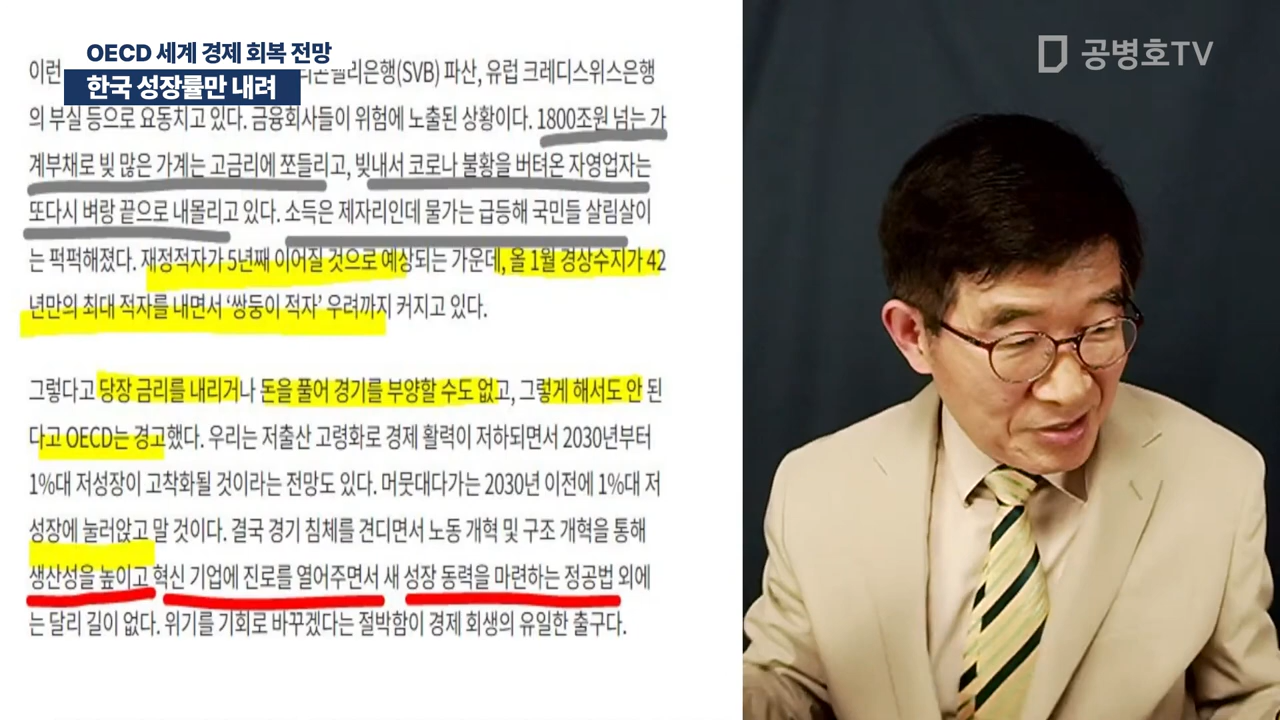 OECD 세계 경제 회복 전망
한국 성장률만 내려
공병호TV
이런
리콘밸리은행(SVB) 파산, 유럽 크레디스위스은행
의 부실 등으로 요동치고 있다. 금융회사들이 위험에 노출된 상황이다. 1800조원 넘는 가
계부채로 빚 많은 가계는 고금리에 쪼들리고, 빚내서 코로나 불황을 버텨온 자영업자는
또다시 벼랑 끝으로 내몰리고 있다. 소득은 제자리인데 물가는 급등해 국민들 살림살이
는 퍽퍽해졌다. 재정적자가 5년째 이어질 것으로 예상되는 가운데, 올 1월 경상수지가 42
년만의 최대 적자를 내면서 ‘쌍둥이 적자’ 우려까지 커지고 있다.
그렇다고 당장 금리를 내리거나 돈을 풀어 경기를 부양할 수도 없고, 그렇게 해서도 안 된
다고 OECD는 경고했다. 우리는 저출산 고령화로 경제 활력이 저하되면서 2030년부터
1%대 저성장이 고착화될 것이라는 전망도 있다. 머뭇대다가는 2030년 이전에 1%대 저
성장에 눌러앉고 말 것이다. 결국 경기 침체를 견디면서 노동 개혁 및 구조 개혁을 통해
생산성을 높이고 혁신 기업에 진로를 열어주면서 새 성장 동력을 마련하는 정공법 외에
는 달리 길이 없다. 위기를 기회로 바꾸겠다는 절박함이 경제 회생의 유일한 출구다.